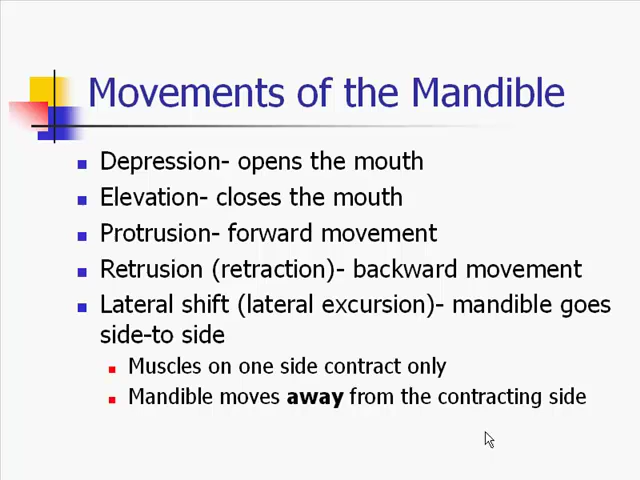 Movements of the Mandible
Depression- opens the mouth
Elevation- closes the mouth
Protrusion- forward movement
Retrusion (retraction)- backward movement
Lateral shift (lateral excursion)- mandible goes
side-to side
Muscles on one side contract only
Mandible moves away from the contracting side